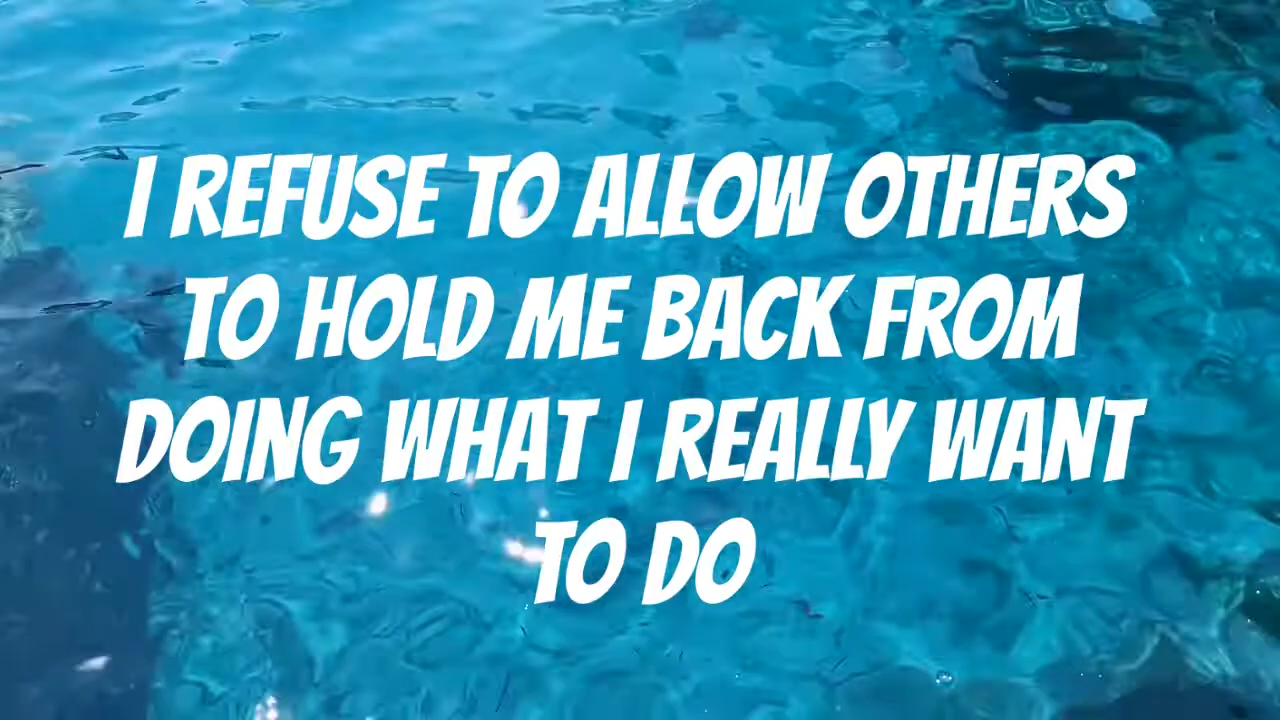 I REFUSE TO ALLOW OTHERS
TO HOLD ME BACK FROM
DOING WHAT I REALLY WANT
TO DO